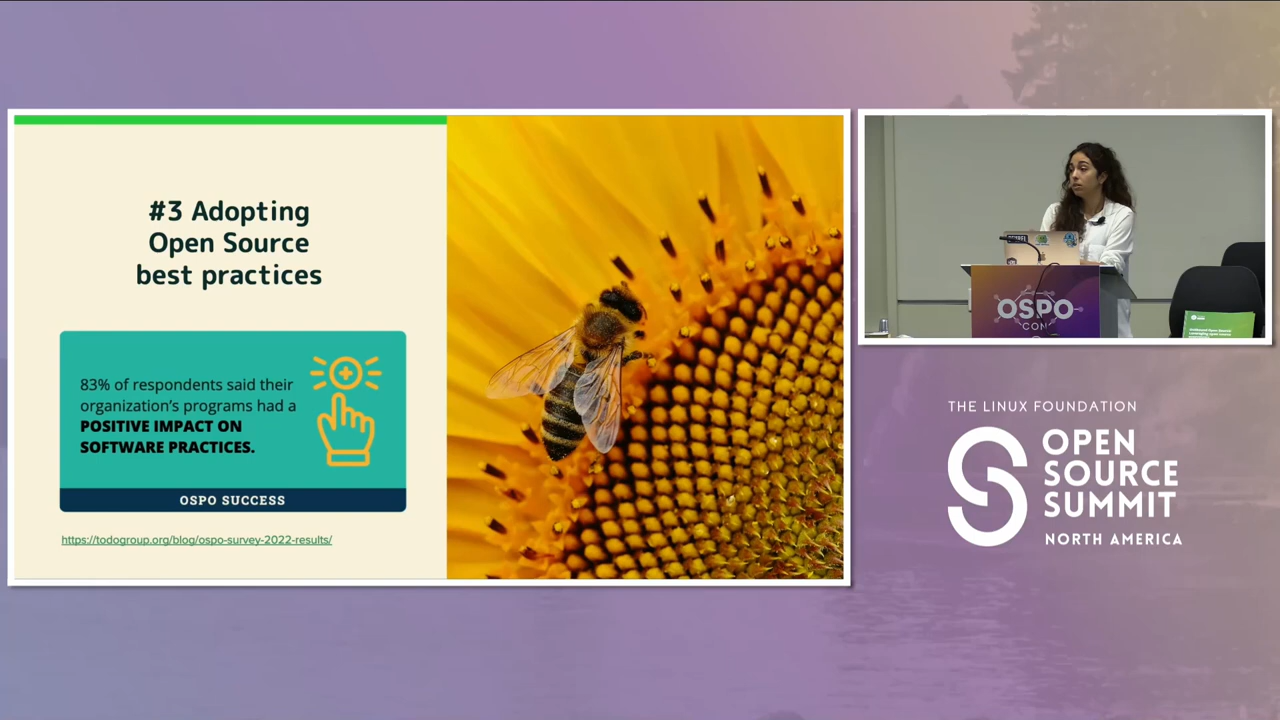 #3 Adopting
Open Source
best practices
83% of respondents said their
organization's programs had a
POSITIVE IMPACT ON
SOFTWARE PRACTICES.
OSPO SUCCESS
https://todogroup.org/blog/ospo-survey-2022-results/
OSPO
CON
THE LINUX FOUNDATION
OPEN
SOURCE
SUMMIT
NORTH AMERICA